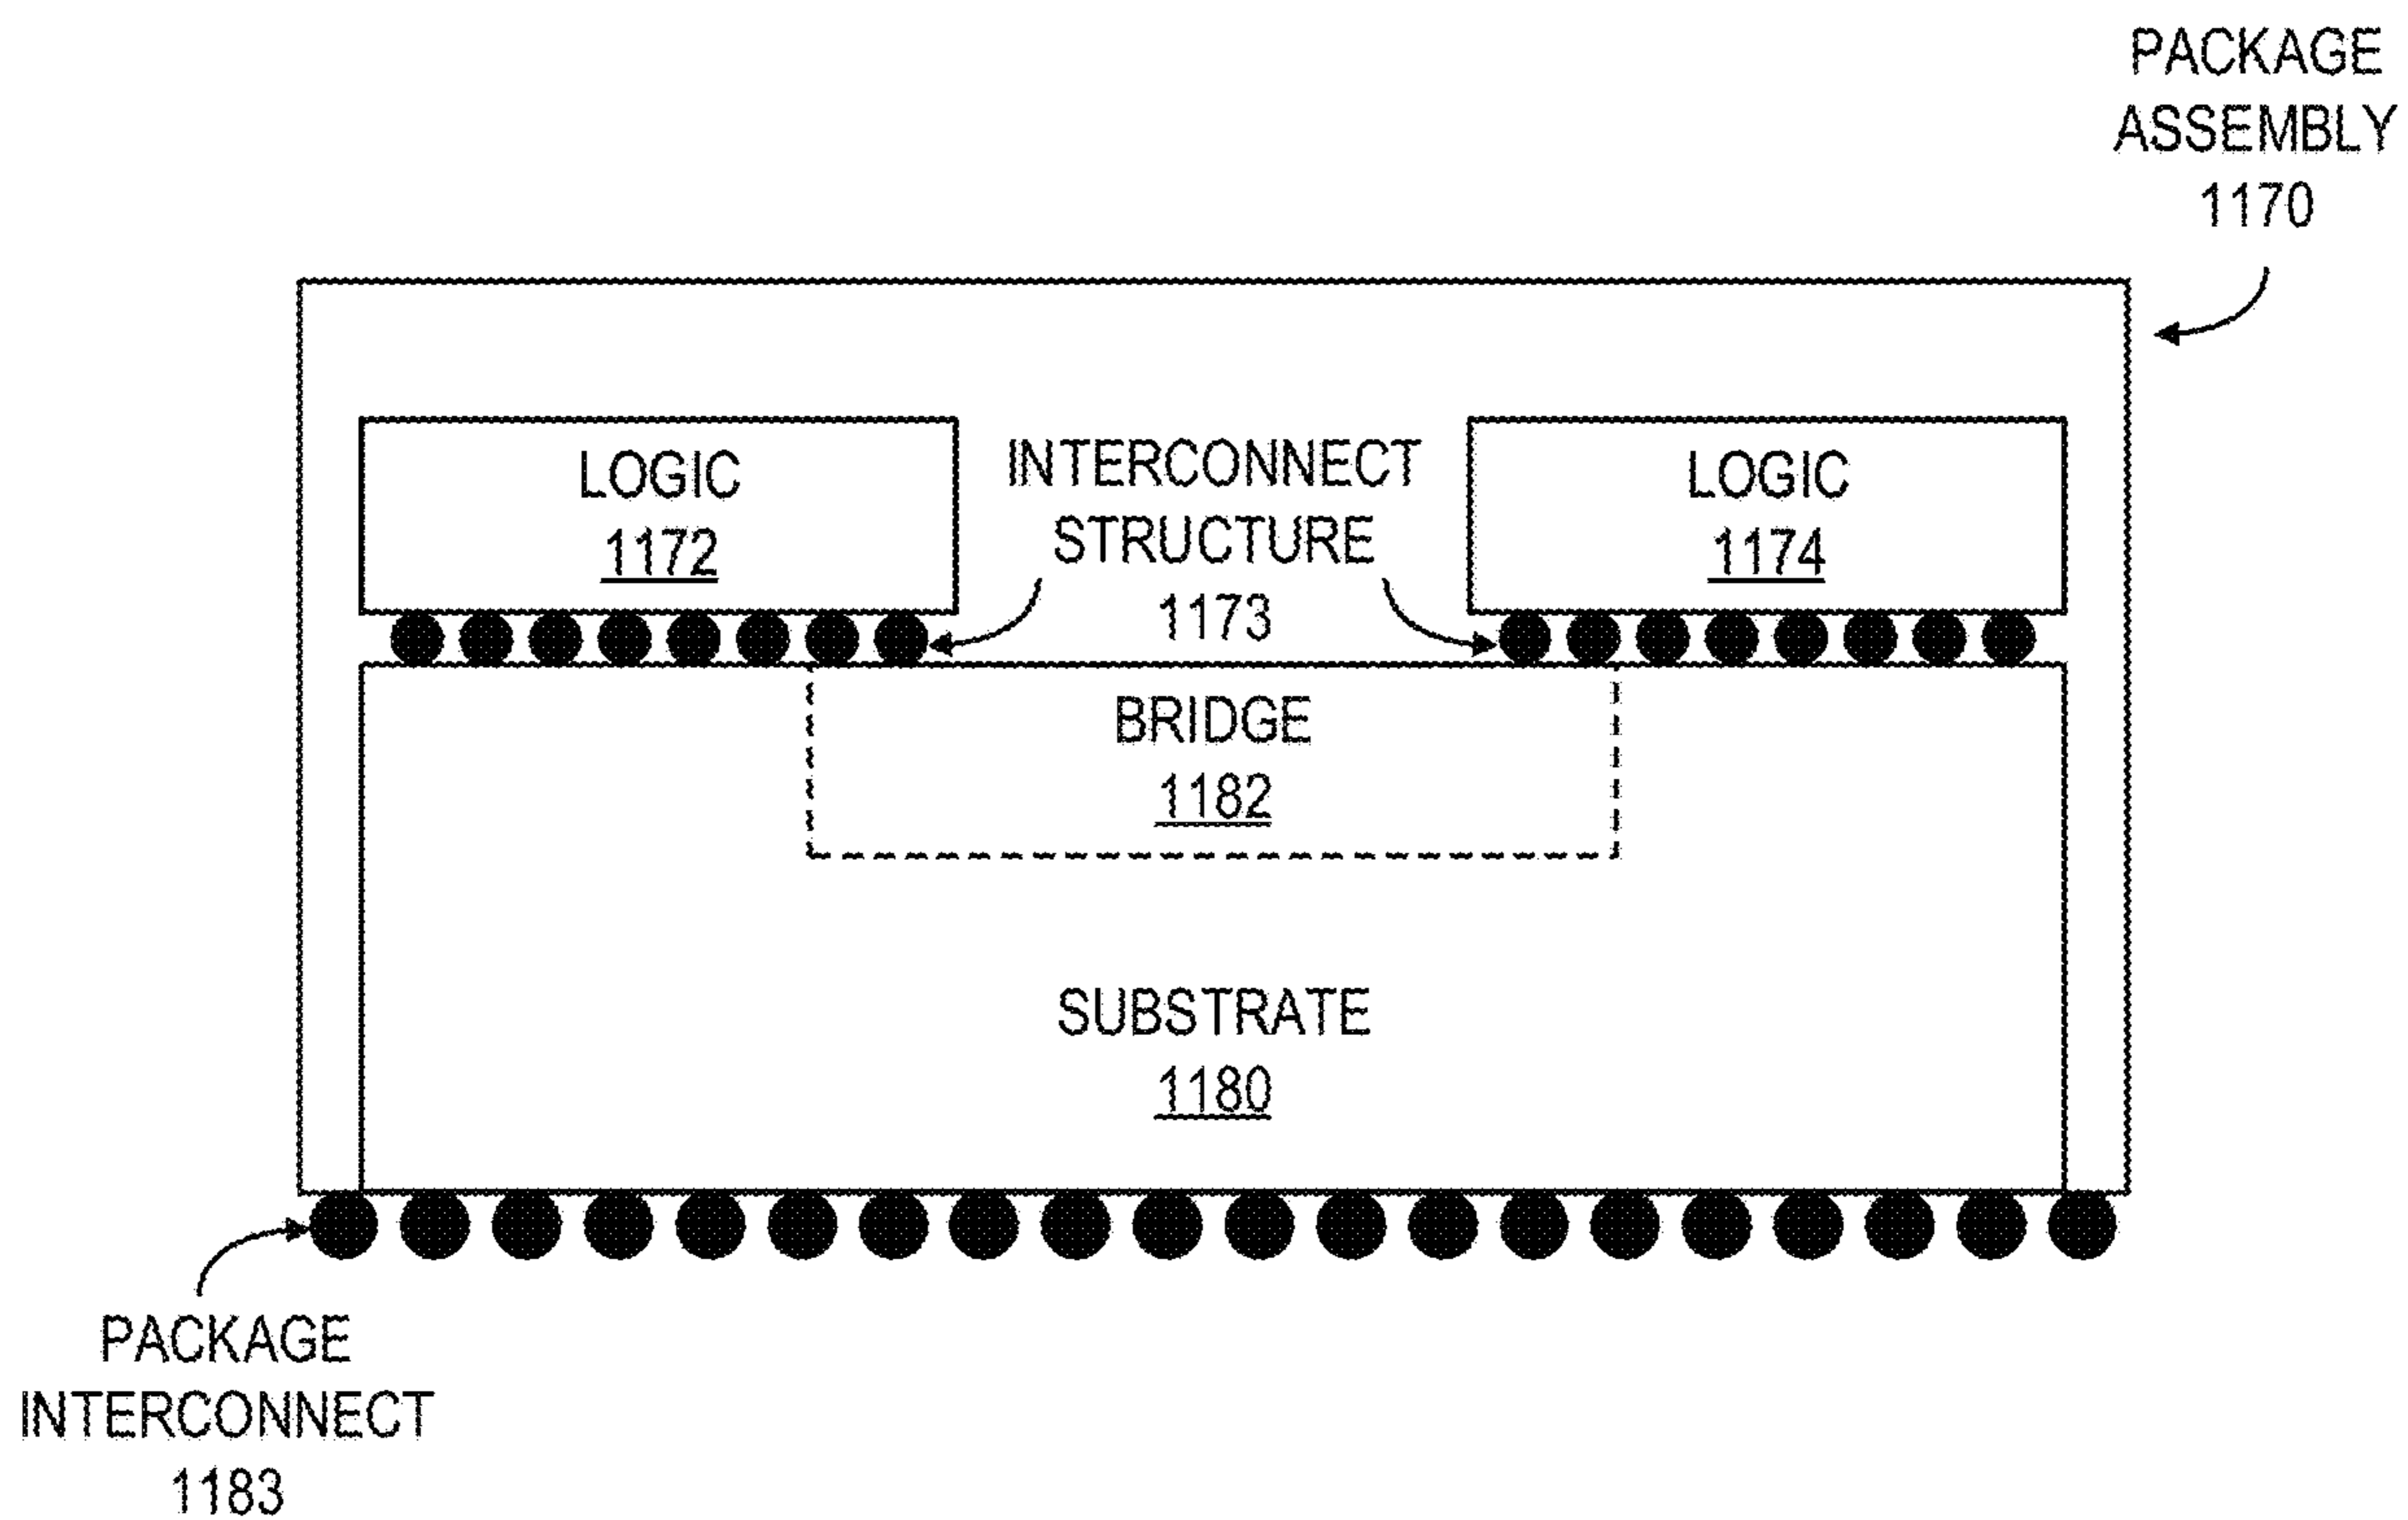 PACKAGE
ASSEMBLY
1170
LOGIC
1172
INTERCONNECT
STRUCTURE
1173
LOGIC
1174
BRIDGE
1182
SUBSTRATE
1180
PACKAGE
INTERCONNECT
1183